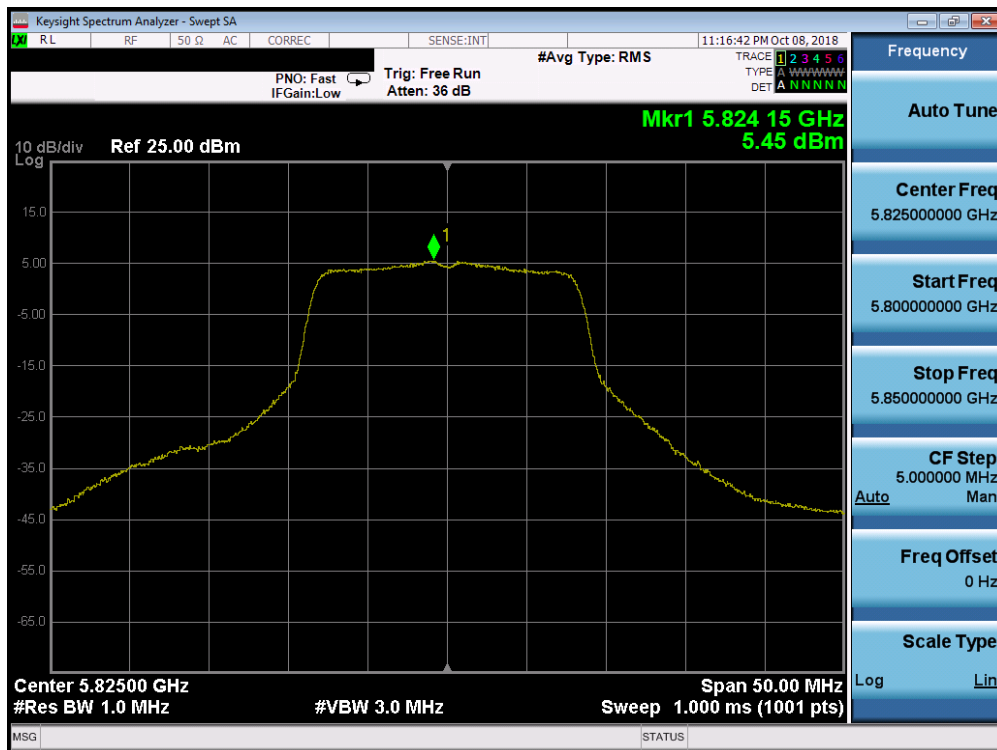 Keysight Spectrum Analyzer - Swept SA
LXI RL RF 50 Ω AC CORREC SENSE:INT 11:16:42 PM Oct 08, 2018
Frequency
#Avg Type: RMS
TRACE 1 2 3 4 5 6
TYPE A WWWWW
DET A N N N N N
PNO: Fast
IFGain:Low
Trig: Free Run
Atten: 36 dB
Auto Tune
Mkr1 5.824 15 GHz
5.45 dBm
10 dB/div
Log
Ref 25.00 dBm
1
15.0
5.00
-5.00
-15.0
-25.0
-35.0
-45.0
-55.0
-65.0
Center Freq
5.825000000 GHz
Start Freq
5.800000000 GHz
Stop Freq
5.850000000 GHz
CF Step
5.000000 MHz
Auto Man
Freq Offset
0 Hz
Scale Type
Log Lin
Center 5.82500 GHz
Span 50.00 MHz
#Res BW 1.0 MHz
#VBW 3.0 MHz
Sweep 1.000 ms (1001 pts)
MSG
STATUS